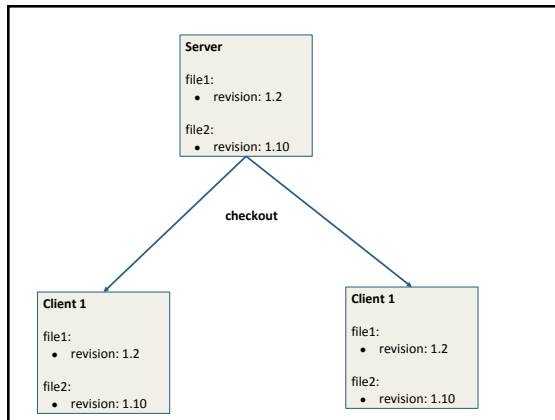 Server
file1:
• revision: 1.2
file2:
• revision: 1.10
checkout
Client 1
file1:
• revision: 1.2
file2:
• revision: 1.10
Client 1
file1:
• revision: 1.2
file2:
• revision: 1.10